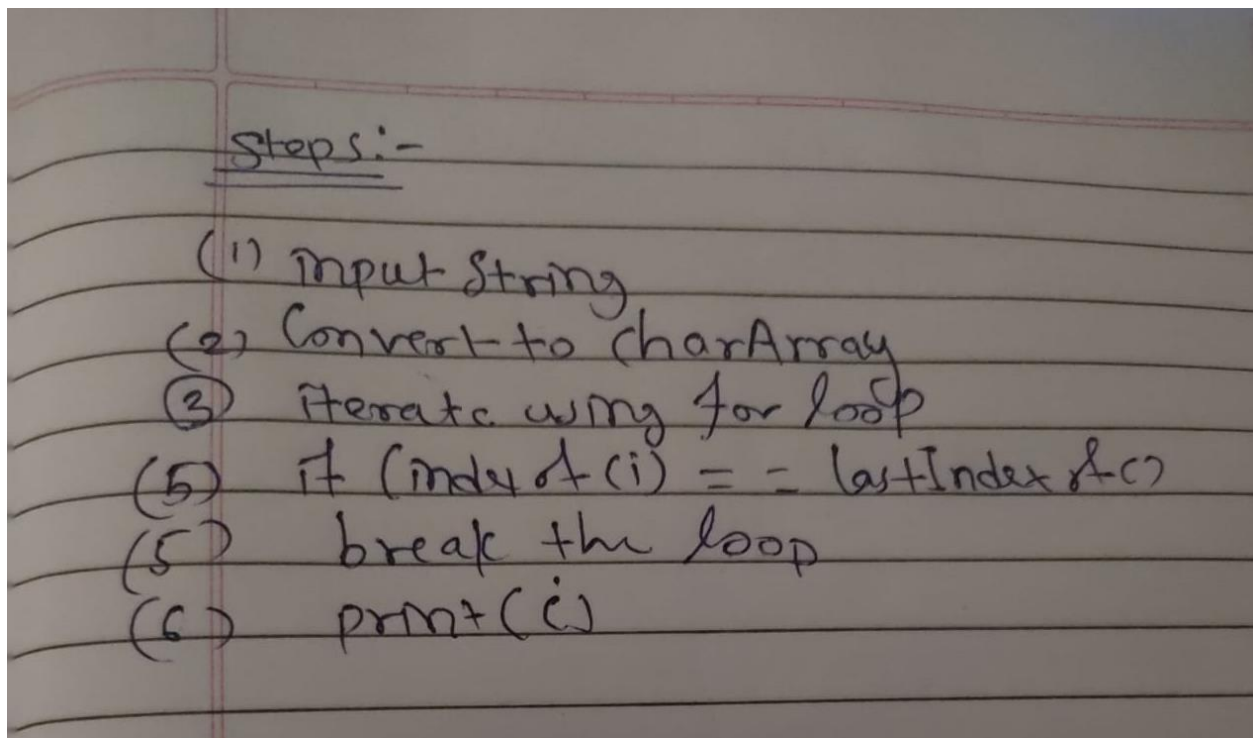 Steps:-
(1) input String
(2) Convert to charArray
(3) iterate using for loop
(5) if (indexOf(i) == lastIndexOf()
(5) break the loop
(6) print(i)